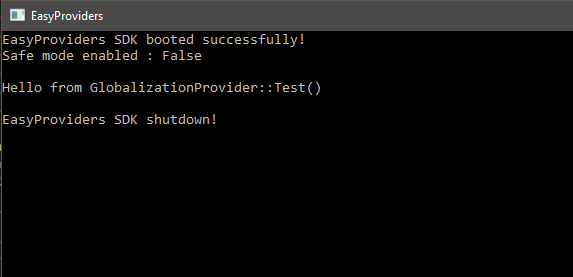 EasyProviders
EasyProviders SDK booted successfully!
Safe mode enabled : False
Hello from GlobalizationProvider::Test()
EasyProviders SDK shutdown!